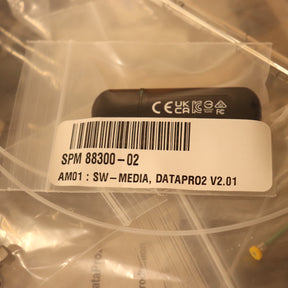 CE UK CA FC
SPM 88300-02
AM01 : SW-MEDIA, DATAPRO2 V2.01